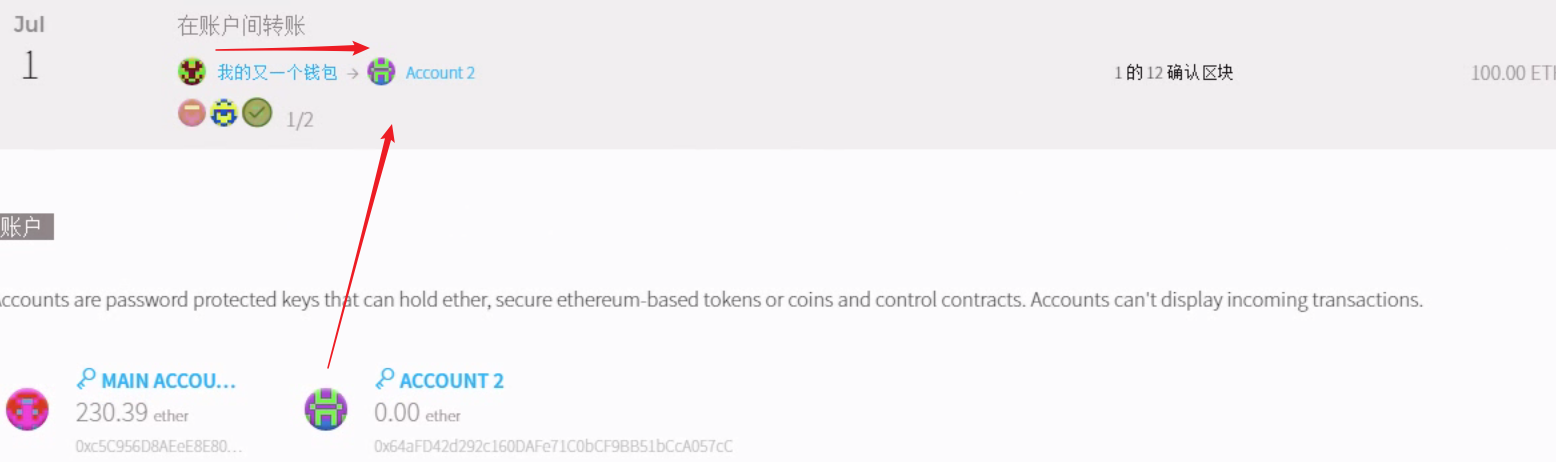 Jul
1
在账户间转账
我的又一个钱包 → Account 2
1 的 12 确认区块
100.00 ETH
1/2
账户
Accounts are password protected keys that can hold ether, secure ethereum-based tokens or coins and control contracts. Accounts can't display incoming transactions.
MAIN ACCOU...
230.39 ether
0xc5C956D8AEeE8E80...
ACCOUNT 2
0.00 ether
0x64aFD42d292c160DAFe71C0bCF9BB51bCcA057cC